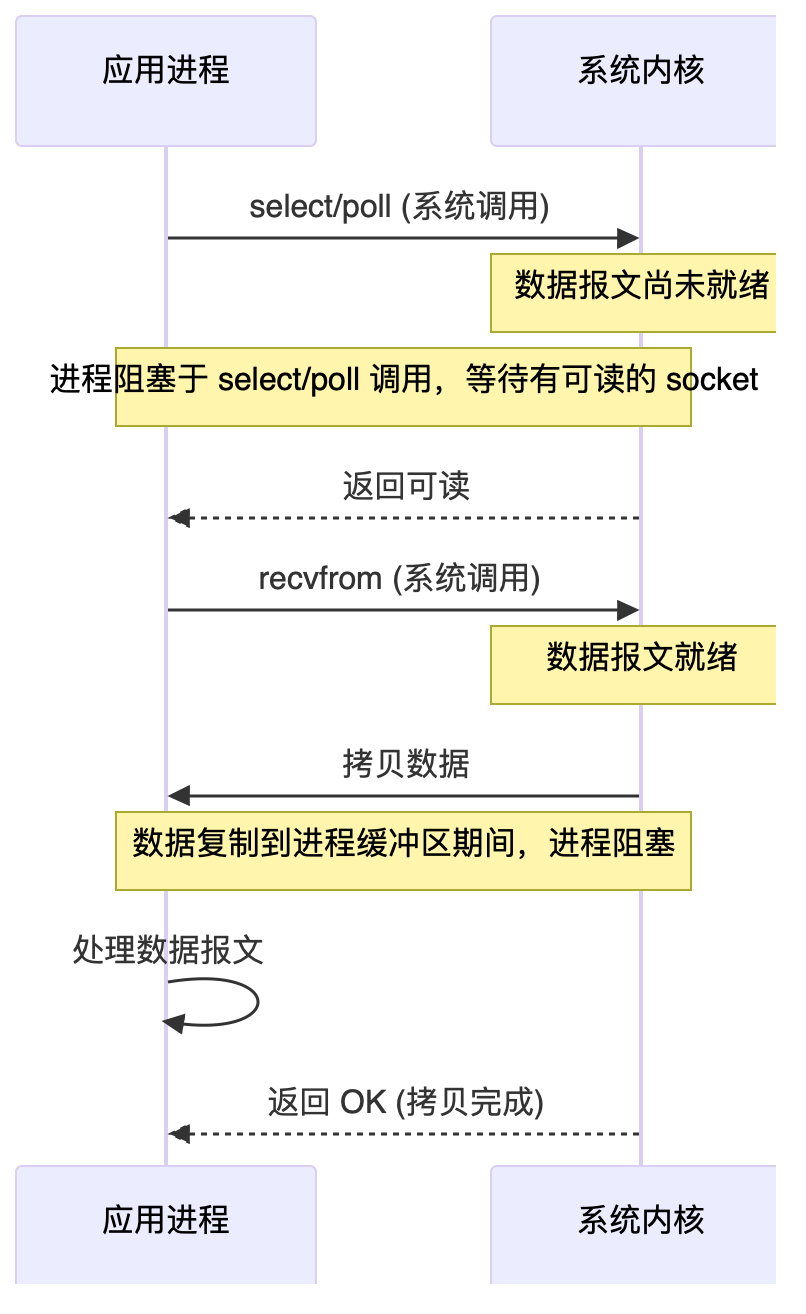 应用进程
系统内核
select/poll (系统调用)
数据报文尚未就绪
进程阻塞于 select/poll 调用，等待有可读的 socket
返回可读
recvfrom (系统调用)
数据报文就绪
拷贝数据
数据复制到进程缓冲区期间，进程阻塞
处理数据报文
返回 OK (拷贝完成)
应用进程
系统内核